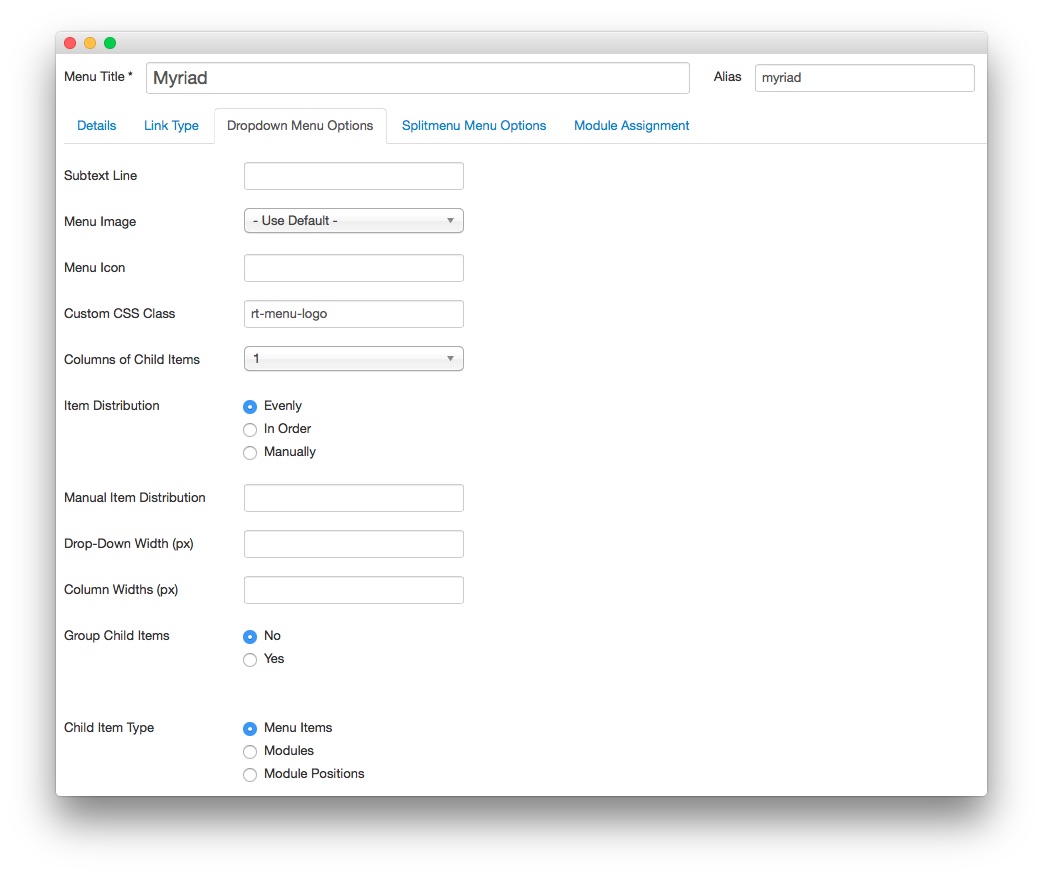 Menu Title * Myriad Alias myriad
Details Link Type Dropdown Menu Options Splitmenu Menu Options Module Assignment
Subtext Line
Menu Image - Use Default -
Menu Icon
Custom CSS Class rt-menu-logo
Columns of Child Items 1
Item Distribution Evenly
In Order
Manually
Manual Item Distribution
Drop-Down Width (px)
Column Widths (px)
Group Child Items No
Yes
Child Item Type Menu Items
Modules
Module Positions